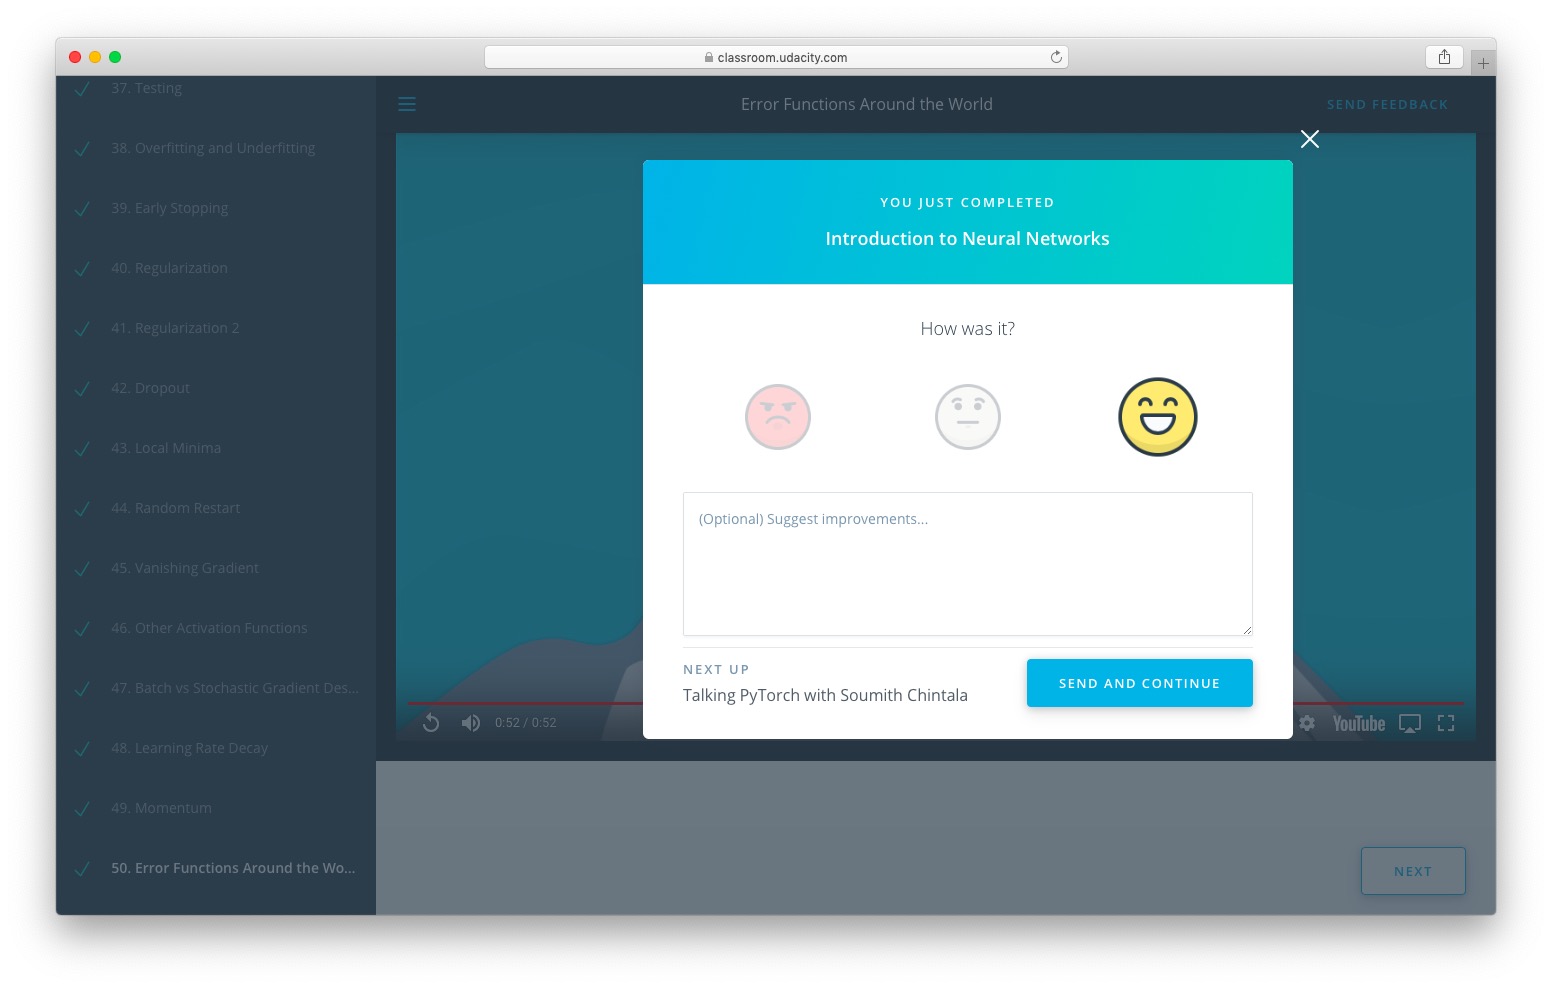 classroom.udacity.com
37. Testing
38. Overfitting and Underfitting
39. Early Stopping
40. Regularization
41. Regularization 2
42. Dropout
43. Local Minima
44. Random Restart
45. Vanishing Gradient
46. Other Activation Functions
47. Batch vs Stochastic Gradient Des...
48. Learning Rate Decay
49. Momentum
50. Error Functions Around the Wo...
Error Functions Around the World
SEND FEEDBACK
YOU JUST COMPLETED
Introduction to Neural Networks
How was it?
(Optional) Suggest improvements...
NEXT UP
Talking PyTorch with Soumith Chintala
SEND AND CONTINUE
0:52 / 0:52
YouTube
NEXT